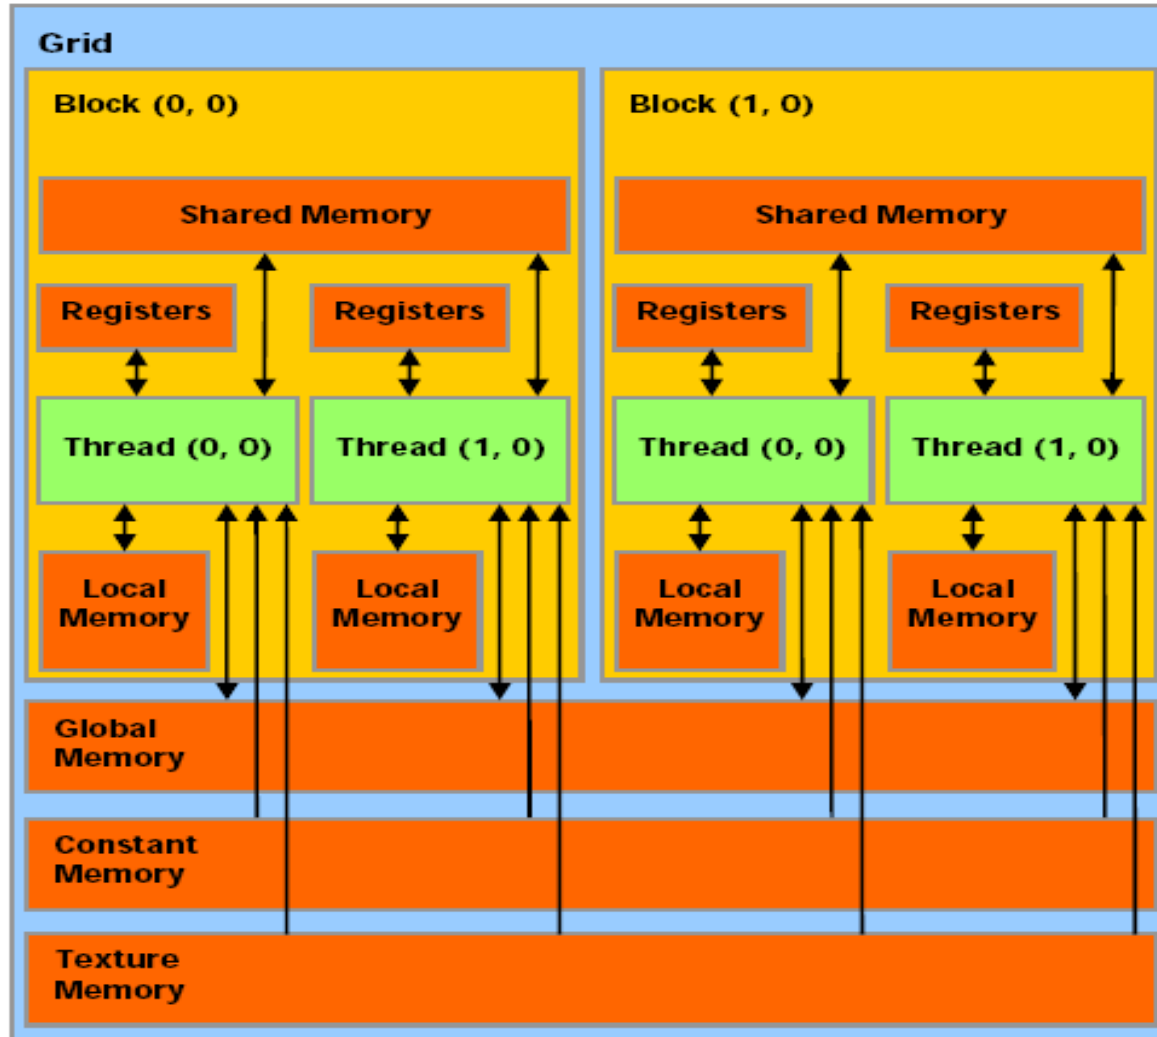 Grid
Block (0, 0)
Block (1, 0)
Shared Memory
Shared Memory
Registers
Registers
Registers
Registers
Thread (0, 0)
Thread (1, 0)
Thread (0, 0)
Thread (1, 0)
Local
Memory
Local
Memory
Local
Memory
Local
Memory
Global
Memory
Constant
Memory
Texture
Memory